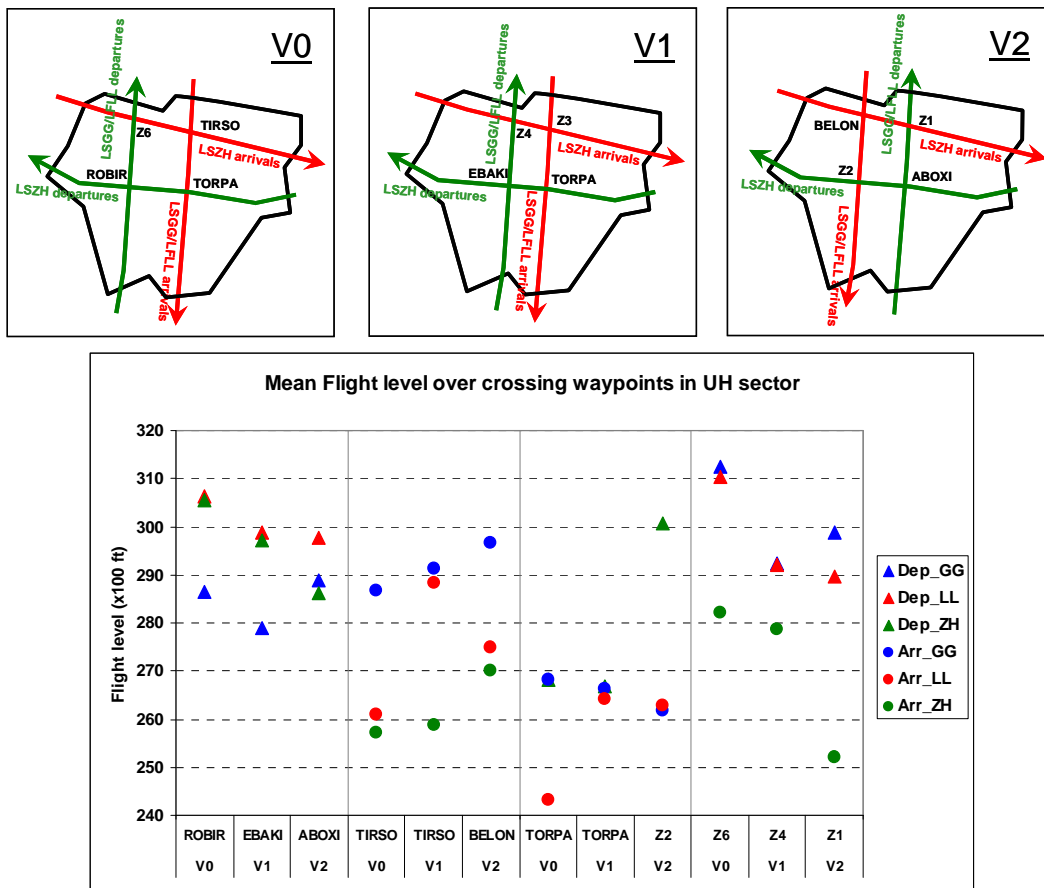 V0
LSGG/LFLL departures
Z6
TIRSO
LSZH arrivals
ROBIR
TORPA
LSZH departures
LSGG/LFLL arrivals
V1
LSGG/LFLL departures
Z4
Z3
LSZH arrivals
EBAKI
TORPA
LSZH departures
LSGG/LFLL arrivals
V2
LSGG/LFLL departures
BELON
Z1
LSZH arrivals
Z2
ABOXI
LSZH departures
LSGG/LFLL arrivals
Mean Flight level over crossing waypoints in UH sector
Flight level (x100 ft)
320
310
300
290
280
270
260
250
240
ROBIR EBAKI ABOXI TIRSO TIRSO BELON TORPA TORPA Z2 Z6 Z4 Z1
V0 V1 V2 V0 V1 V2 V0 V1 V2 V0 V1 V2
Dep_GG
Dep_LL
Dep_ZH
Arr_GG
Arr_LL
Arr_ZH